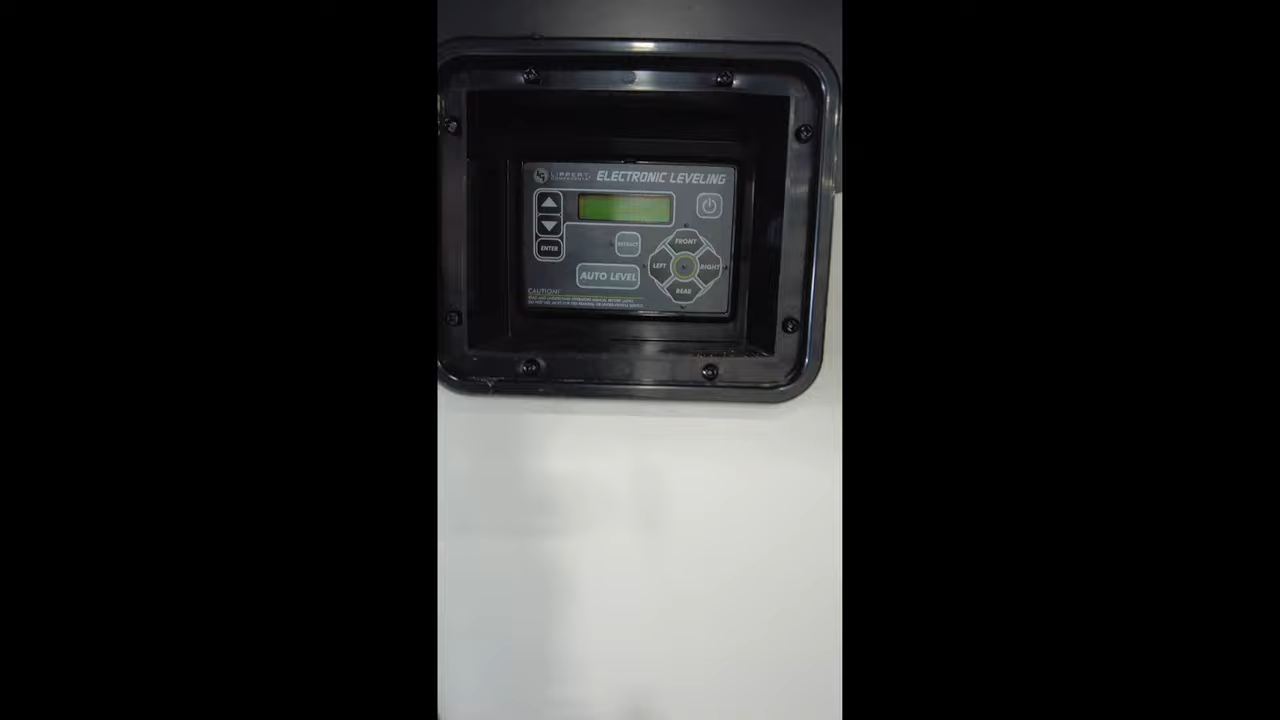 LIPPERT
COMPONENTS
ELECTRONIC LEVELING
ENTER
RETRACT
AUTO LEVEL
FRONT
LEFT
RIGHT
REAR
CAUTION!